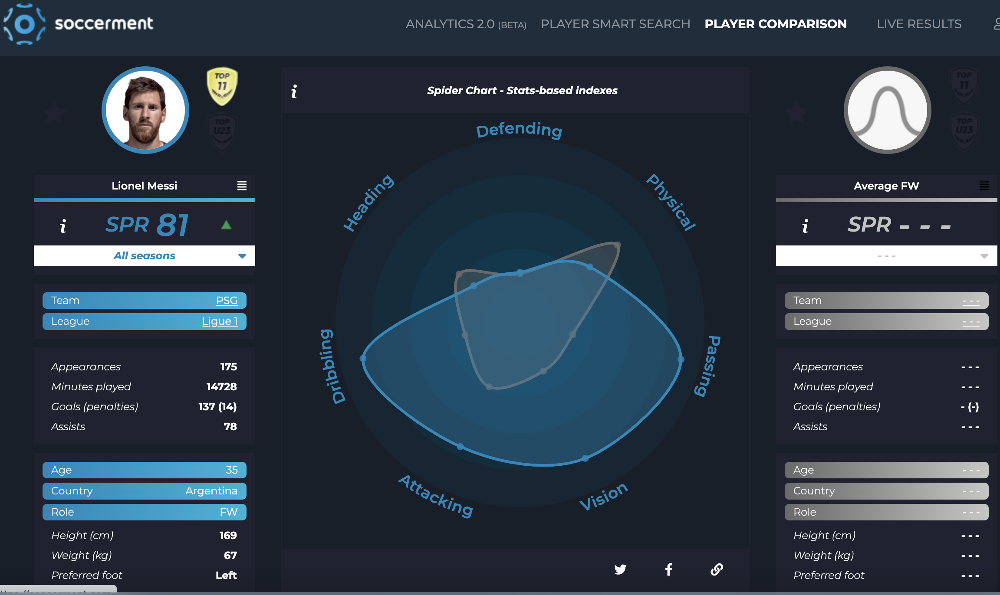 soccerment
ANALYTICS 2.0 (BETA)
PLAYER SMART SEARCH
PLAYER COMPARISON
LIVE RESULTS
TOP
11
TOP
U23
Lionel Messi
i
SPR 81
All seasons
Team PSG
League Ligue 1
Appearances 175
Minutes played 14728
Goals (penalties) 137 (14)
Assists 78
Age 35
Country Argentina
Role FW
Height (cm) 169
Weight (kg) 67
Preferred foot Left
i
Spider Chart - Stats-based indexes
Defending
Physical
Passing
Vision
Attacking
Dribbling
Heading
TOP
11
TOP
U23
Average FW
i
SPR - - -
- - -
Team - - -
League - - -
Appearances - - -
Minutes played - - -
Goals (penalties) - (-)
Assists - - -
Age - - -
Country - - -
Role - - -
Height (cm) - - -
Weight (kg) - - -
Preferred foot - - -